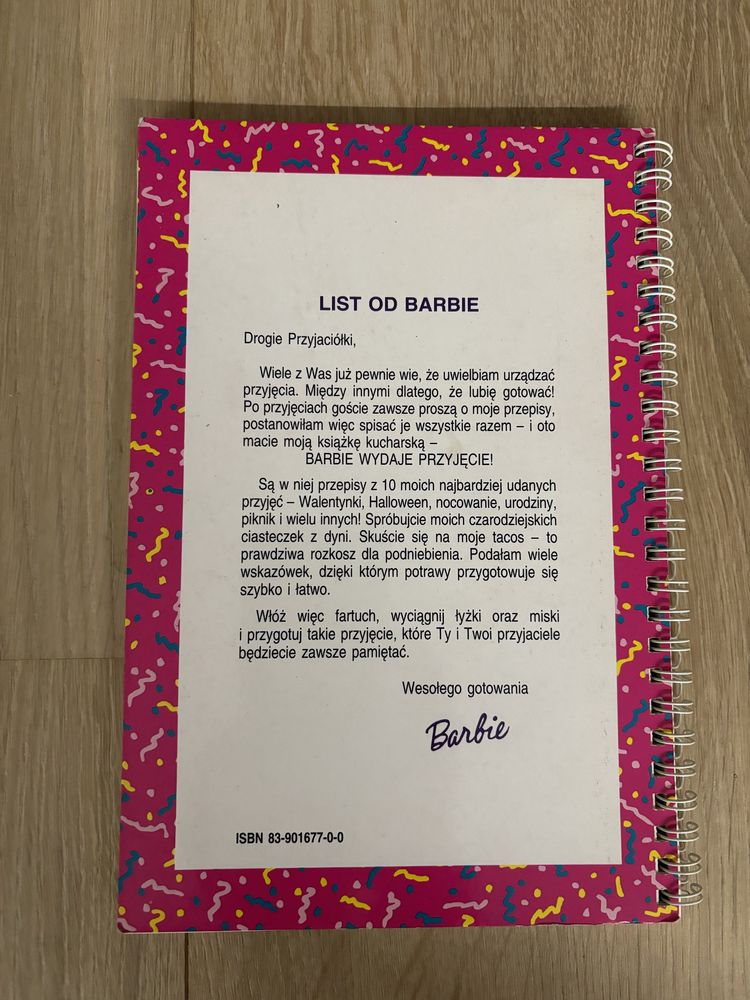 LIST OD BARBIE
Drogie Przyjaciółki,
Wiele z Was już pewnie wie, że uwielbiam urządzać
przyjęcia. Między innymi dlatego, że lubię gotować!
Po przyjęciach goście zawsze proszą o moje przepisy,
postanowiłam więc spisać je wszystkie razem – i oto
macie moją książkę kucharską –
BARBIE WYDAJE PRZYJĘCIE!
Są w niej przepisy z 10 moich najbardziej udanych
przyjęć – Walentynki, Halloween, nocowanie, urodziny,
piknik i wielu innych! Spróbujcie moich czarodziejskich
ciasteczek z dyni. Skuście się na moje tacos – to
prawdziwa rozkosz dla podniebienia. Podałam wiele
wskazówek, dzięki którym potrawy przygotowuje się
szybko i łatwo.
Włóż więc fartuch, wyciągnij łyżki oraz miski
i przygotuj takie przyjęcie, które Ty i Twoi przyjaciele
będziecie zawsze pamiętać.
Wesołego gotowania
Barbie
ISBN 83-901677-0-0